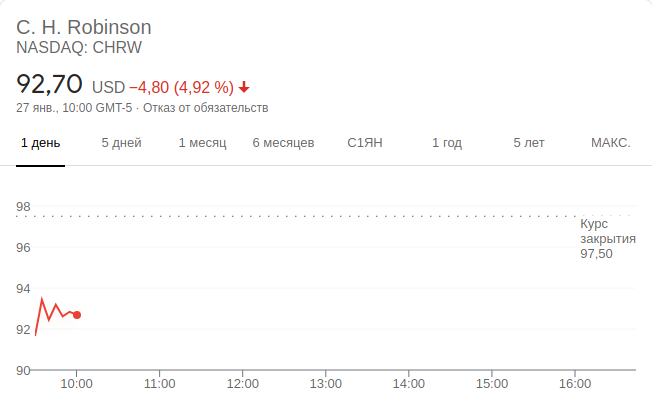 C. H. Robinson
NASDAQ: CHRW
92,70 USD −4,80 (4,92 %)
27 янв., 10:00 GMT-5 · Отказ от обязательств
1 день 5 дней 1 месяц 6 месяцев С1ЯН 1 год 5 лет МАКС.
98
Курс
закрытия
97,50
96
94
92
90
10:00 11:00 12:00 13:00 14:00 15:00 16:00